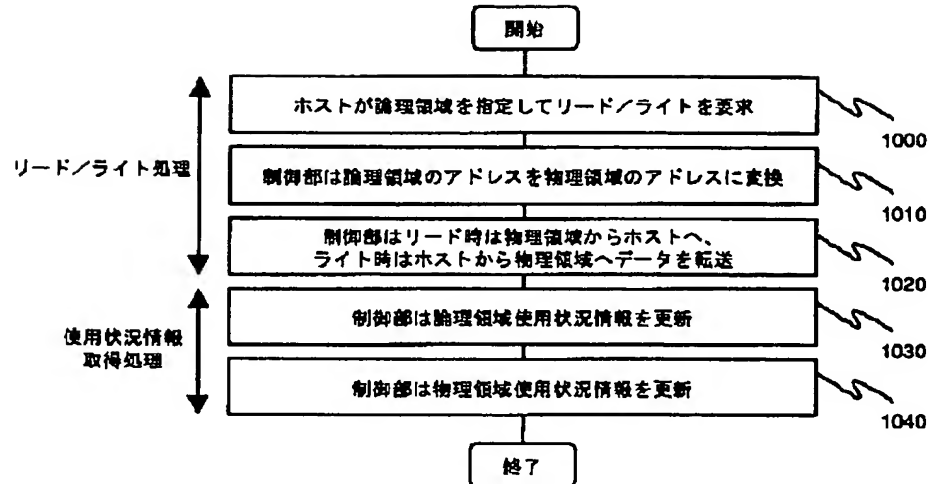 開始
ホストが論理領域を指定してリード／ライトを要求
1000
リード／ライト処理
制御部は論理領域のアドレスを物理領域のアドレスに変換
1010
制御部はリード時は物理領域からホストへ、
ライト時はホストから物理領域へデータを転送
1020
使用状況情報
取得処理
制御部は論理領域使用状況情報を更新
1030
制御部は物理領域使用状況情報を更新
1040
終了